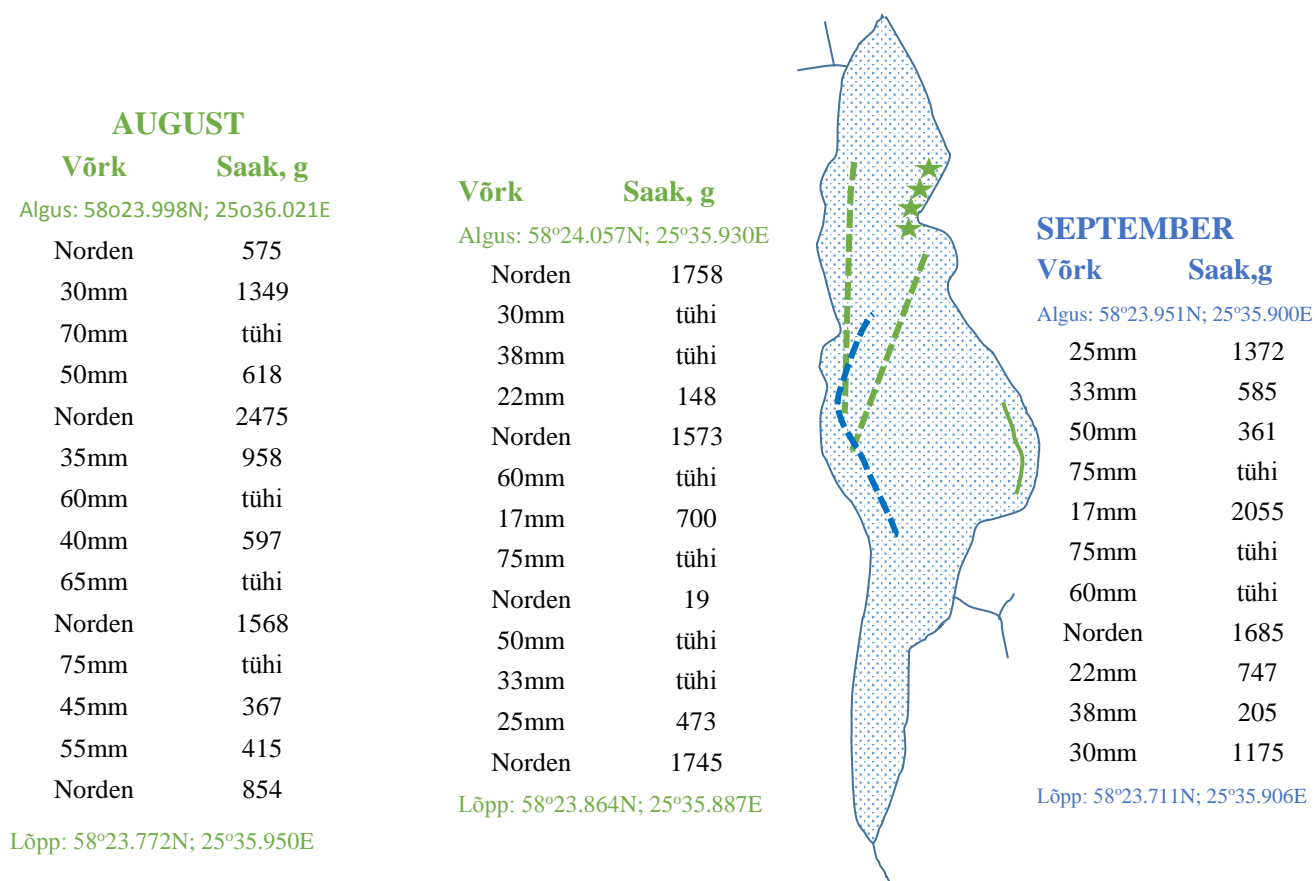 AUGUST
Võrk Saak, g
Algus: 58o23.998N; 25o36.021E
Norden 575
30mm 1349
70mm tühi
50mm 618
Norden 2475
35mm 958
60mm tühi
40mm 597
65mm tühi
Norden 1568
75mm tühi
45mm 367
55mm 415
Norden 854
Lõpp: 58º23.772N; 25º35.950E
Võrk Saak, g
Algus: 58º24.057N; 25º35.930E
Norden 1758
30mm tühi
38mm tühi
22mm 148
Norden 1573
60mm tühi
17mm 700
75mm tühi
Norden 19
50mm tühi
33mm tühi
25mm 473
Norden 1745
Lõpp: 58º23.864N; 25º35.887E
SEPTEMBER
Võrk Saak,g
Algus: 58º23.951N; 25º35.900E
25mm 1372
33mm 585
50mm 361
75mm tühi
17mm 2055
75mm tühi
60mm tühi
Norden 1685
22mm 747
38mm 205
30mm 1175
Lõpp: 58º23.711N; 25º35.906E